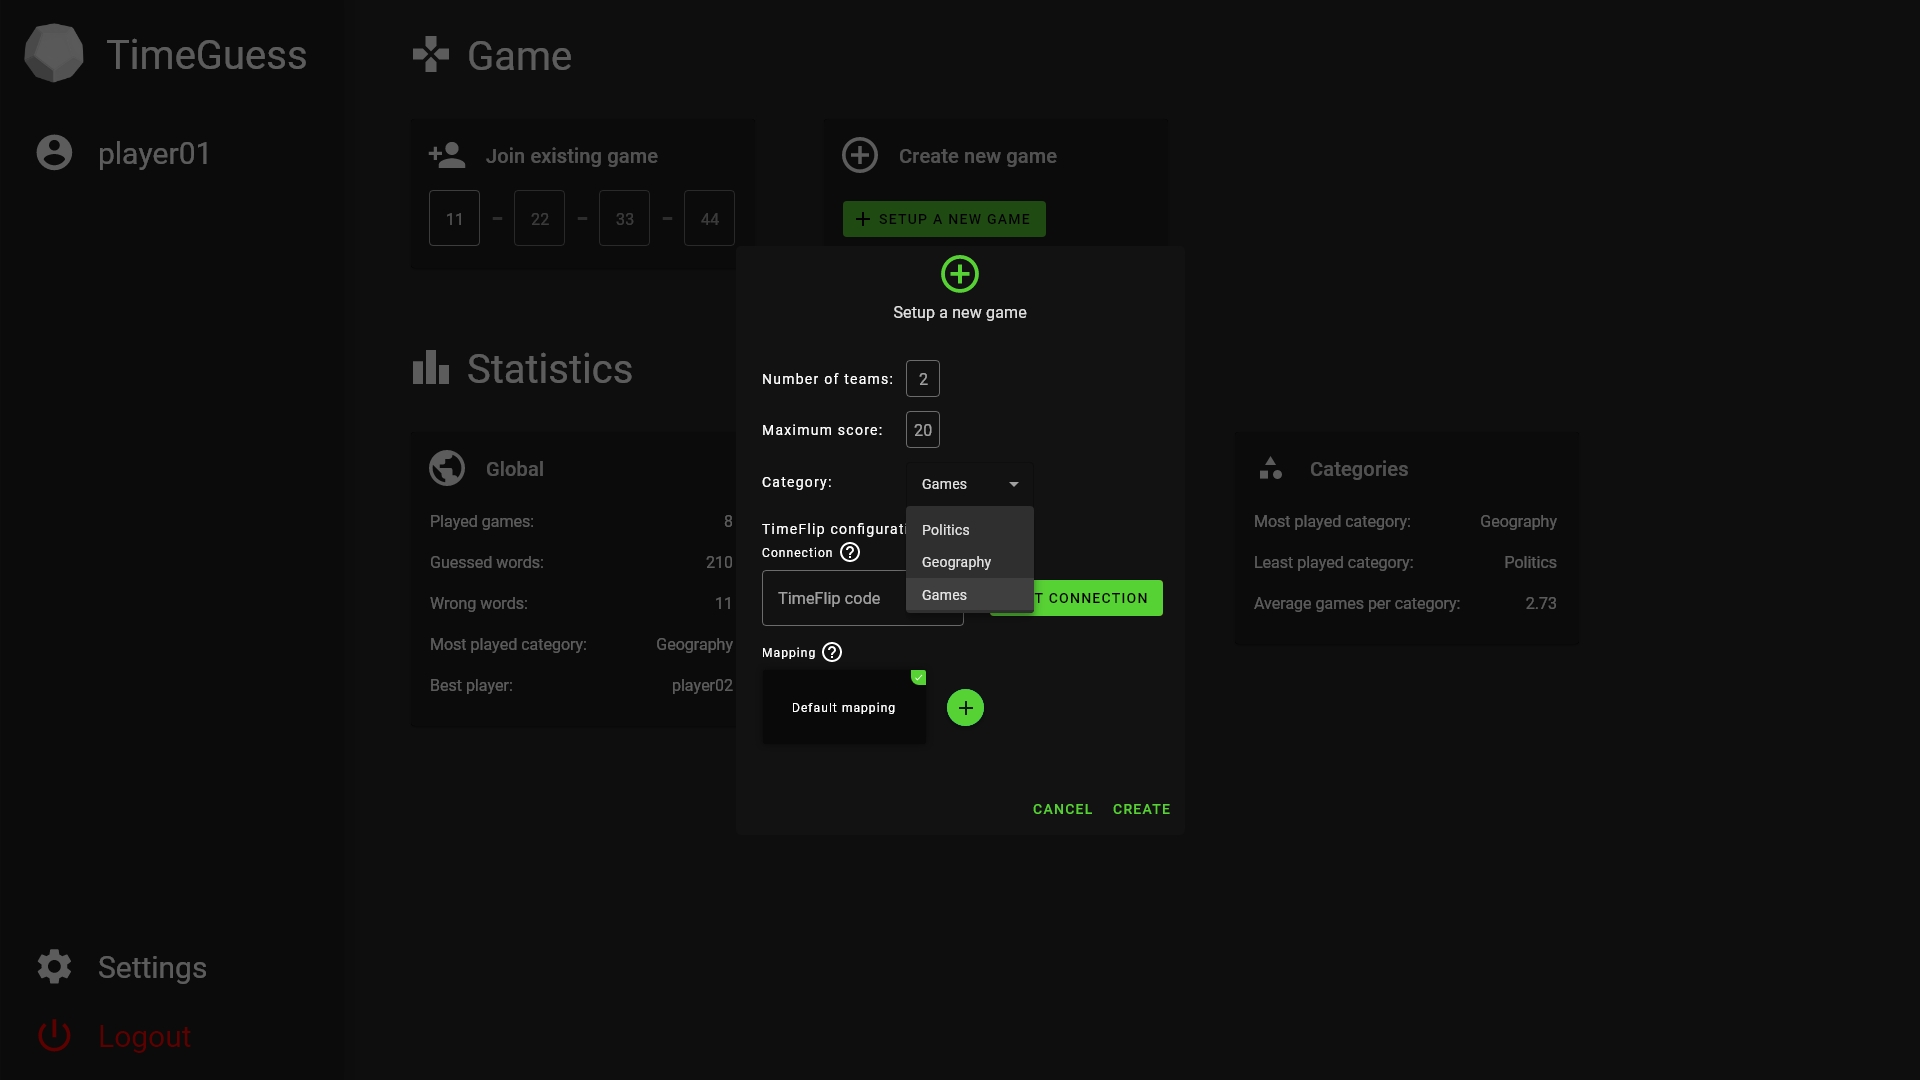 TimeGuess
player01
Settings
Logout
Game
Join existing game
11 - 22 - 33 - 44
Create new game
+ SETUP A NEW GAME
Statistics
Global
Played games: 8
Guessed words: 210
Wrong words: 11
Most played category: Geography
Best player: player02
Categories
Most played category: Geography
Least played category: Politics
Average games per category: 2.73
Setup a new game
Number of teams: 2
Maximum score: 20
Category: Games
Politics
Geography
Games
TimeFlip configurati
Connection ?
TimeFlip code
T CONNECTION
Mapping ?
Default mapping
CANCEL CREATE